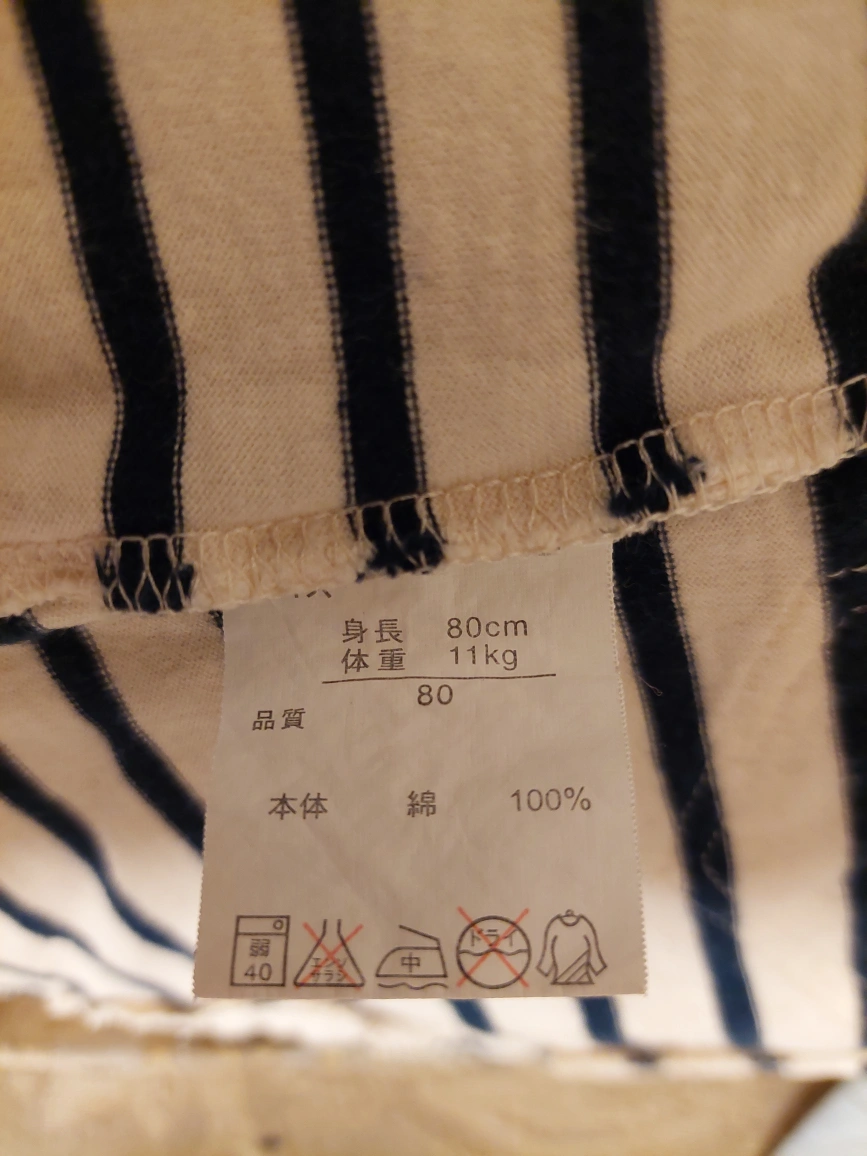 身長 80cm
体重 11kg
80
品質
本体 綿 100%
弱 40
エンソ サラシ
中
ドライ